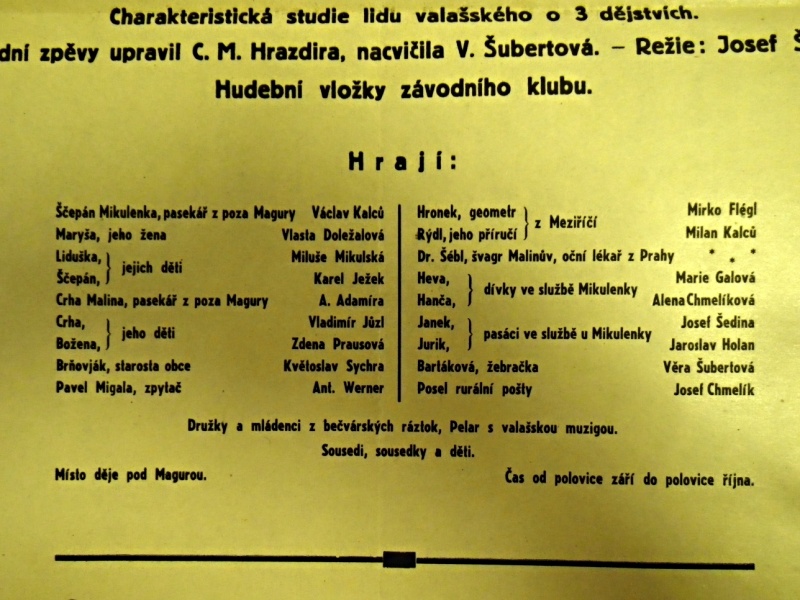 Charakteristická studie lidu valašského o 3 dějstvích.
dní zpěvy upravil C. M. Hrazdira, nacvičila V. Šubertová. – Režie: Josef Š
Hudební vložky závodního klubu.
Hrají:
Ščepán Mikulenka, pasekář z poza Magury Václav Kalců
Maryša, jeho žena Vlasta Doležalová
Liduška, Miluše Mikulská
jejich děti
Ščepán, Karel Ježek
Crha Malina, pasekář z poza Magury A. Adamíra
Crha, Vladimír Jůzl
jeho děti
Božena, Zdena Prausová
Brňovják, starosta obce Květoslav Sychra
Pavel Migala, zpytač Ant. Werner
Hronek, geometr Mirko Flégl
z Meziříčí
Rýdl, jeho příručí Milan Kalců
Dr. Šébl, švagr Malinův, oční lékař z Prahy * * *
Heva, Marie Galová
dívky ve službě Mikulenky
Hanča, Alena Chmelíková
Janek, Josef Šedina
pasáci ve službě u Mikulenky
Jurik, Jaroslav Holan
Bartáková, žebračka Věra Šubertová
Posel rurální pošty Josef Chmelík
Družky a mládenci z bečvárských ráztok, Pelar s valašskou muzigou.
Sousedi, sousedky a děti.
Místo děje pod Magurou. Čas od polovice září do polovice října.